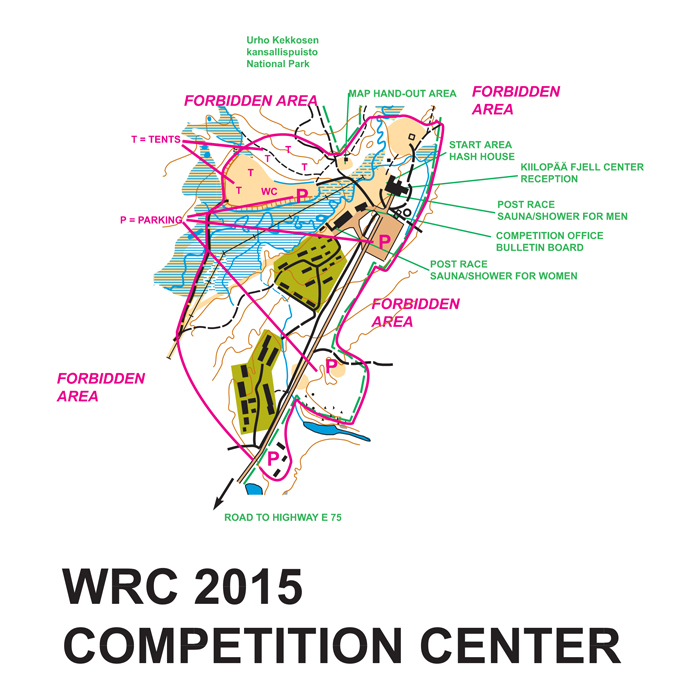 Urho Kekkosen
kansallispuisto
National Park
FORBIDDEN AREA
MAP HAND-OUT AREA
FORBIDDEN
AREA
T = TENTS
T
T
T
T
T
T
WC
P
START AREA
HASH HOUSE
KIILOPÄÄ FJELL CENTER
RECEPTION
POST RACE
SAUNA/SHOWER FOR MEN
P = PARKING
P
COMPETITION OFFICE
BULLETIN BOARD
POST RACE
SAUNA/SHOWER FOR WOMEN
FORBIDDEN
AREA
P
FORBIDDEN
AREA
P
ROAD TO HIGHWAY E 75
WRC 2015
COMPETITION CENTER